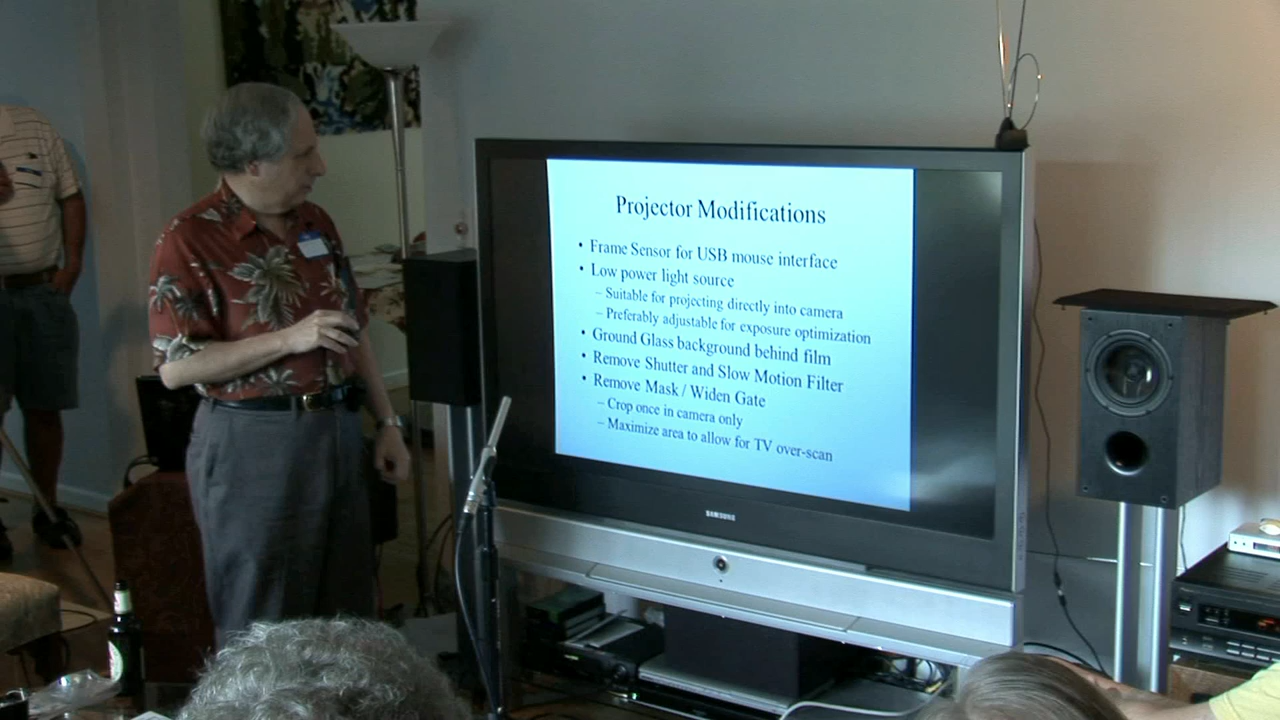 Projector Modifications
• Frame Sensor for USB mouse interface
• Low power light source
– Suitable for projecting directly into camera
– Preferably adjustable for exposure optimization
• Ground Glass background behind film
• Remove Shutter and Slow Motion Filter
• Remove Mask / Widen Gate
– Crop once in camera only
– Maximize area to allow for TV over-scan
SAMSUNG